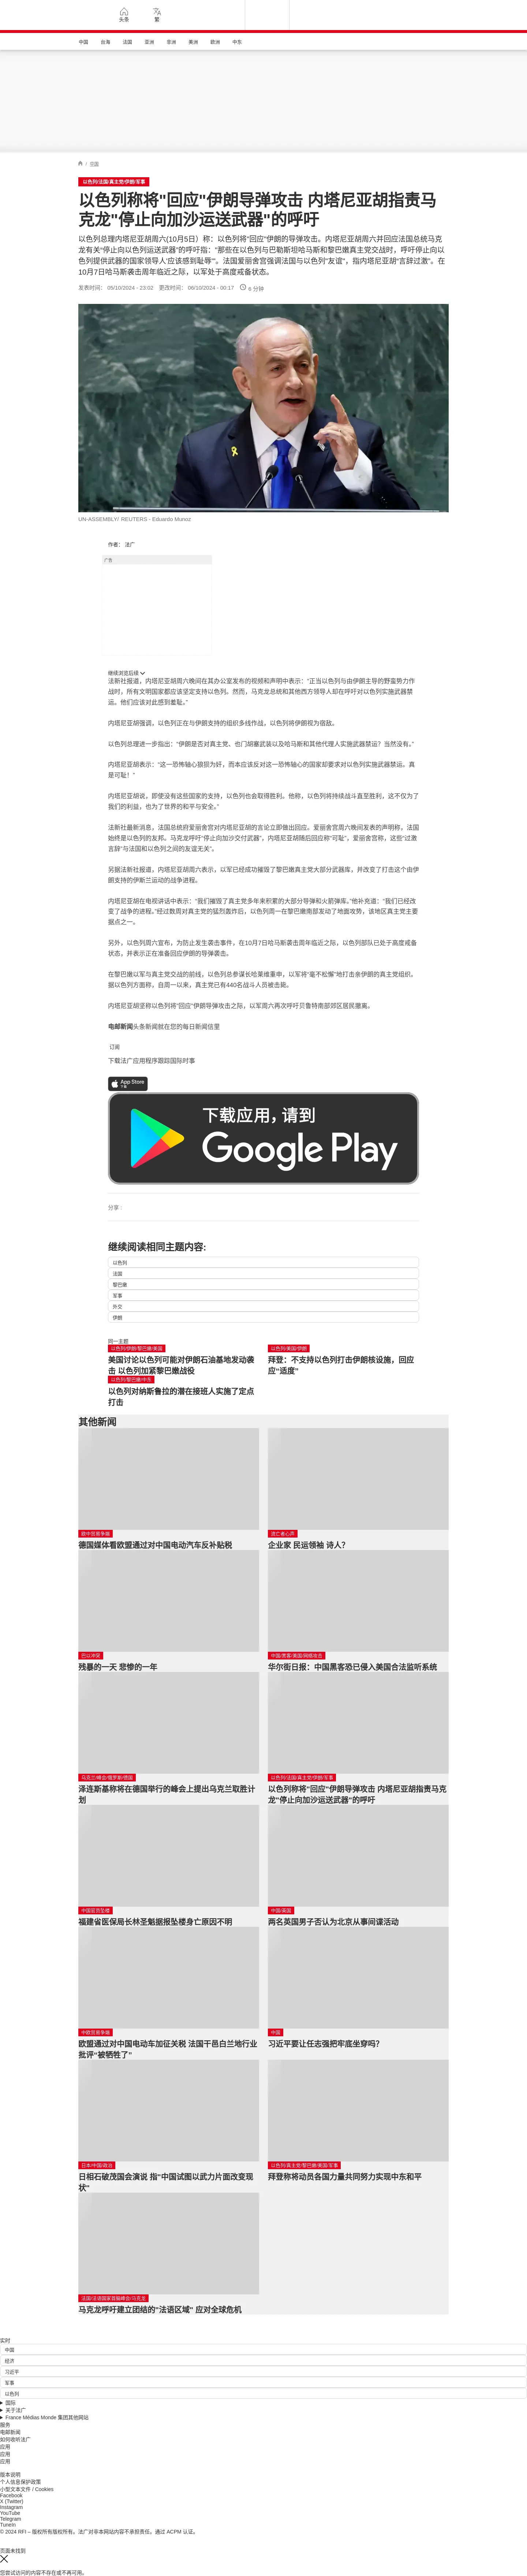 头条
繁
中国
台海
法国
亚洲
非洲
美洲
欧洲
中东
中国
以色列/法国/真主党/伊朗/军事
以色列称将"回应"伊朗导弹攻击 内塔尼亚胡指责马
克龙"停止向加沙运送武器"的呼吁
以色列总理内塔尼亚胡周六(10月5日）称：以色列将“回应”伊朗的导弹攻击。内塔尼亚胡周六并回应法国总统马克
龙有关“停止向以色列运送武器”的呼吁指：“那些在以色列与巴勒斯坦哈马斯和黎巴嫩真主党交战时，呼吁停止向以
色列提供武器的国家领导人‘应该感到耻辱’”。法国爱丽舍宫强调法国与以色列“友谊”，指内塔尼亚胡“言辞过激”。在
10月7日哈马斯袭击周年临近之际，以军处于高度戒备状态。
发表时间： 05/10/2024 - 23:02 更改时间： 06/10/2024 - 00:17 6 分钟
UN-ASSEMBLY/ REUTERS - Eduardo Munoz
作者： 法广
广告
继续浏览后续
法新社报道，内塔尼亚胡周六晚间在其办公室发布的视频和声明中表示：“正当以色列与由伊朗主导的野蛮势力作
战时，所有文明国家都应该坚定支持以色列。然而，马克龙总统和其他西方领导人却在呼吁对以色列实施武器禁
运。他们应该对此感到羞耻。”
内塔尼亚胡强调，以色列正在与伊朗支持的组织多线作战，以色列将伊朗视为宿敌。
以色列总理进一步指出：“伊朗是否对真主党、也门胡塞武装以及哈马斯和其他代理人实施武器禁运？当然没有。”
内塔尼亚胡表示：“这一恐怖轴心狼狈为奸，而本应该反对这一恐怖轴心的国家却要求对以色列实施武器禁运。真
是可耻！”
内塔尼亚胡说，即使没有这些国家的支持，以色列也会取得胜利。他称，以色列将持续战斗直至胜利，这不仅为了
我们的利益，也为了世界的和平与安全。”
法新社最新消息，法国总统府爱丽舍宫对内塔尼亚胡的言论立即做出回应。爱丽舍宫周六晚间发表的声明称，法国
始终是以色列的友邦。马克龙呼吁“停止向加沙交付武器”，内塔尼亚胡随后回应称“可耻”，爱丽舍宫称，这些“过激
言辞”与法国和以色列之间的友谊无关”。
另据法新社报道，内塔尼亚胡周六表示，以军已经成功摧毁了黎巴嫩真主党大部分武器库，并改变了打击这个由伊
朗支持的伊斯兰运动的战争进程。
内塔尼亚胡在电视讲话中表示：“我们摧毁了真主党多年来积累的大部分导弹和火箭弹库。”他补充道：“我们已经改
变了战争的进程。”经过数周对真主党的猛烈轰炸后，以色列周一在黎巴嫩南部发动了地面攻势，该地区真主党主要
据点之一。
另外，以色列周六宣布，为防止发生袭击事件，在10月7日哈马斯袭击周年临近之际，以色列部队已处于高度戒备
状态，并表示正在准备回应伊朗的导弹袭击。
在黎巴嫩以军与真主党交战的前线，以色列总参谋长哈莱维重申，以军将“毫不松懈”地打击亲伊朗的真主党组织。
据以色列方面称，自周一以来，真主党已有440名战斗人员被击毙。
内塔尼亚胡坚称以色列将“回应”伊朗导弹攻击之际，以军周六再次呼吁贝鲁特南部郊区居民撤离。
电邮新闻头条新闻就在您的每日新闻信里
订阅
下载法广应用程序跟踪国际时事
App Store
下载
下载应用，请到
Google Play
分享 :
继续阅读相同主题内容:
以色列
法国
黎巴嫩
军事
外交
伊朗
同一主题
以色列/伊朗/黎巴嫩/美国
美国讨论以色列可能对伊朗石油基地发动袭
击 以色列加紧黎巴嫩战役
以色列/美国/伊朗
拜登：不支持以色列打击伊朗核设施，回应
应“适度”
以色列/黎巴嫩/中东
以色列对纳斯鲁拉的潜在接班人实施了定点
打击
其他新闻
欧中贸易争端
德国媒体看欧盟通过对中国电动汽车反补贴税
流亡者心声
企业家 民运领袖 诗人？
巴以冲突
残暴的一天 悲惨的一年
中国/黑客/美国/网络攻击
华尔街日报：中国黑客恐已侵入美国合法监听系统
乌克兰/峰会/俄罗斯/德国
泽连斯基称将在德国举行的峰会上提出乌克兰取胜计
划
以色列/法国/真主党/伊朗/军事
以色列称将"回应"伊朗导弹攻击 内塔尼亚胡指责马克
龙"停止向加沙运送武器"的呼吁
中国官员坠楼
福建省医保局长林圣魁据报坠楼身亡原因不明
中国/英国
两名英国男子否认为北京从事间谍活动
中欧贸易争端
欧盟通过对中国电动车加征关税 法国干邑白兰地行业
批评“被牺牲了”
中国
习近平要让任志强把牢底坐穿吗？
日本/中国/政治
日相石破茂国会演说 指"中国试图以武力片面改变现
状"
以色列/真主党/黎巴嫩/美国/军事
拜登称将动员各国力量共同努力实现中东和平
法国/法语国家首脑峰会/马克龙
马克龙呼吁建立团结的"法语区域" 应对全球危机
实时
中国
经济
习近平
军事
以色列
国际
关于法广
France Médias Monde 集团其他网站
服务
电邮新闻
如何收听法广
应用
应用
应用
版本说明
个人信息保护政策
小型文本文件 / Cookies
Facebook
X (Twitter)
Instagram
YouTube
Telegram
TuneIn
© 2024 RFI – 版权所有版权所有。法广对非本网站内容不承担责任。通过 ACPM 认证。
页面未找到
您尝试访问的内容不存在或不再可用。